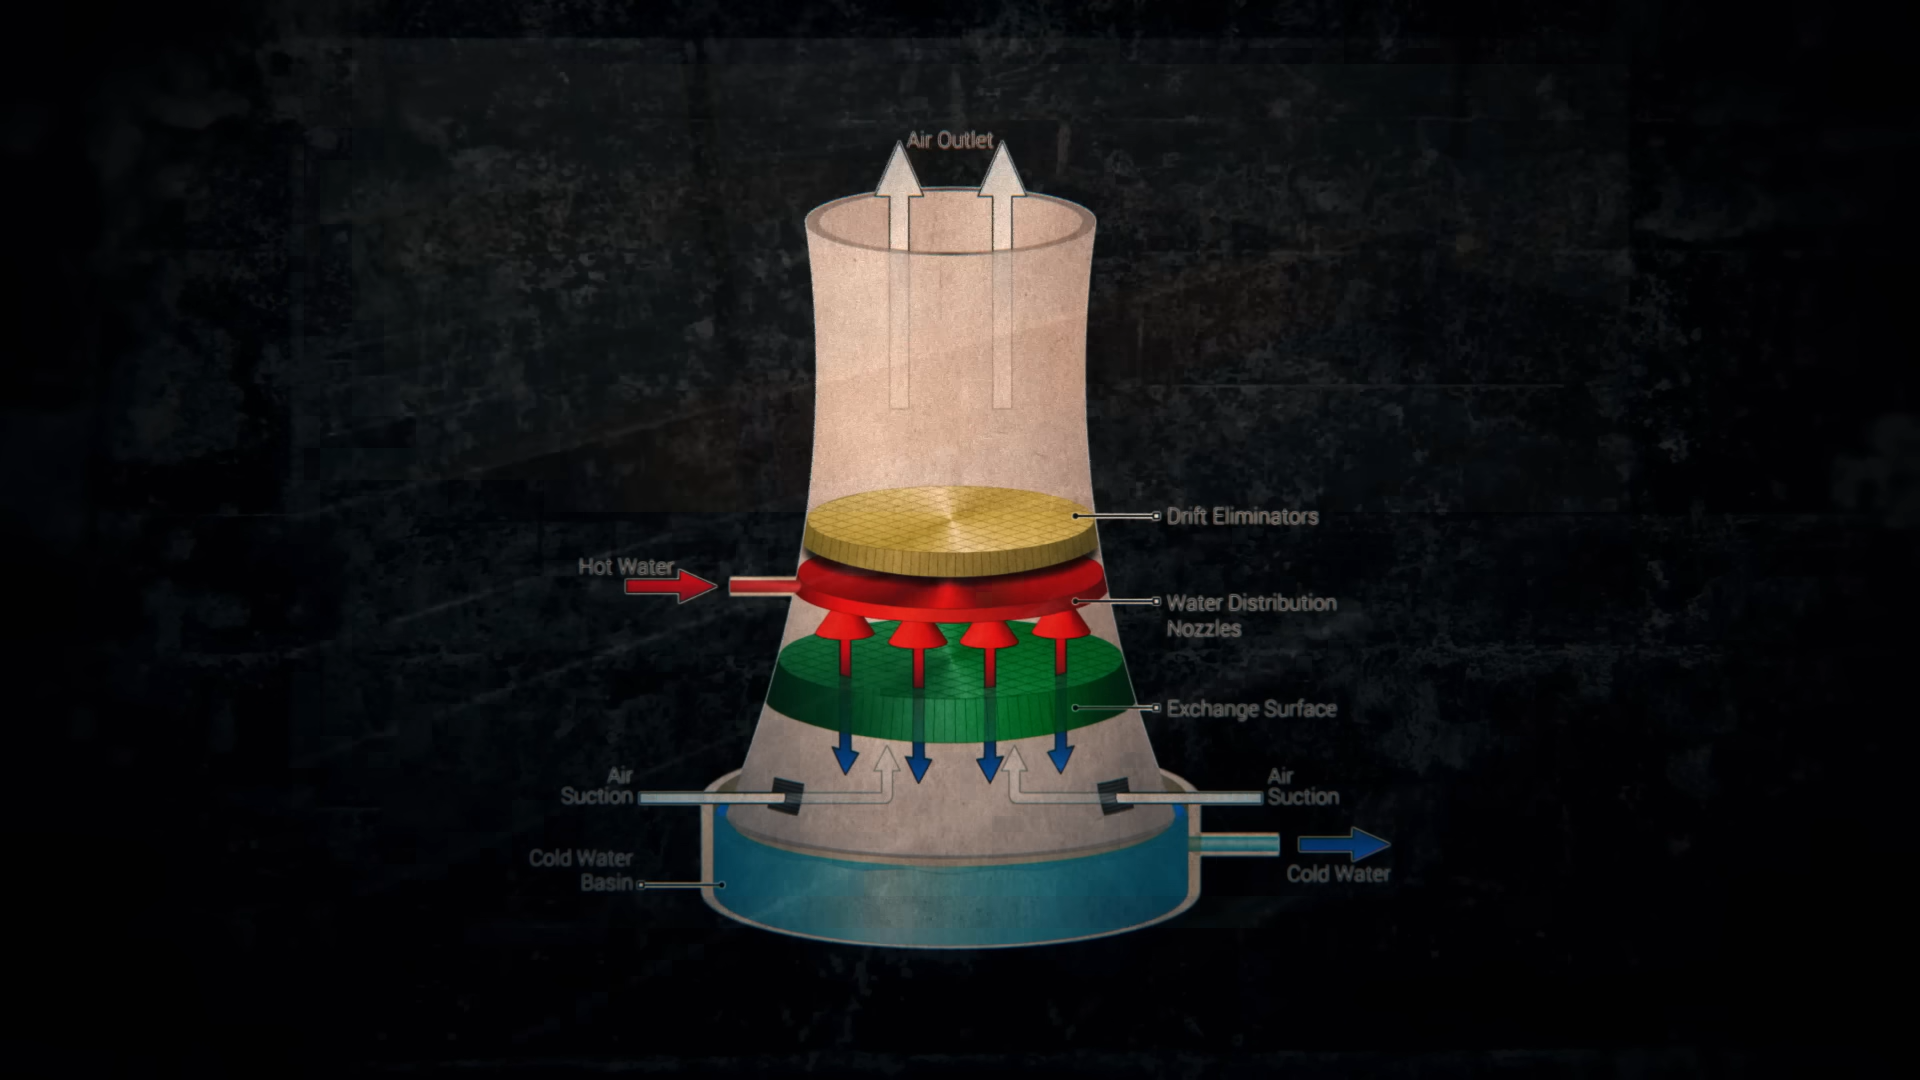 Air Outlet
Drift Eliminators
Hot Water
Water Distribution
Nozzles
Exchange Surface
Air
Suction
Air
Suction
Cold Water
Basin
Cold Water